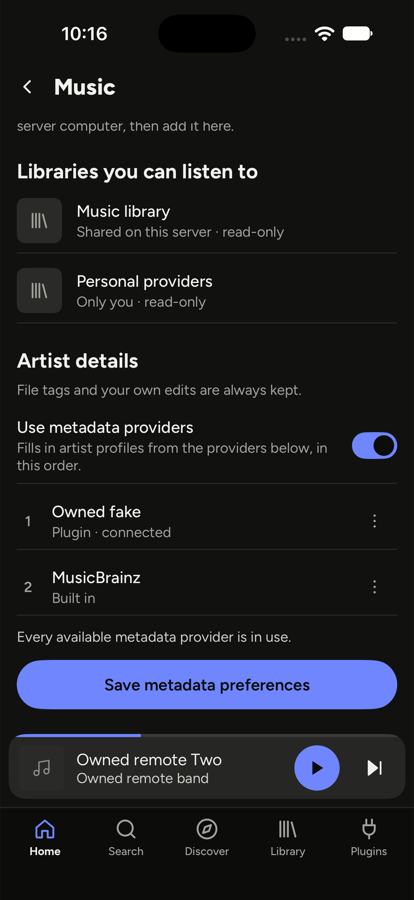 10:16
Music
server computer, then add it here.
Libraries you can listen to
Music library
Shared on this server · read-only
Personal providers
Only you · read-only
Artist details
File tags and your own edits are always kept.
Use metadata providers
Fills in artist profiles from the providers below, in
this order.
1
Owned fake
Plugin · connected
2
MusicBrainz
Built in
Every available metadata provider is in use.
Save metadata preferences
Owned remote Two
Owned remote band
Home
Search
Discover
Library
Plugins